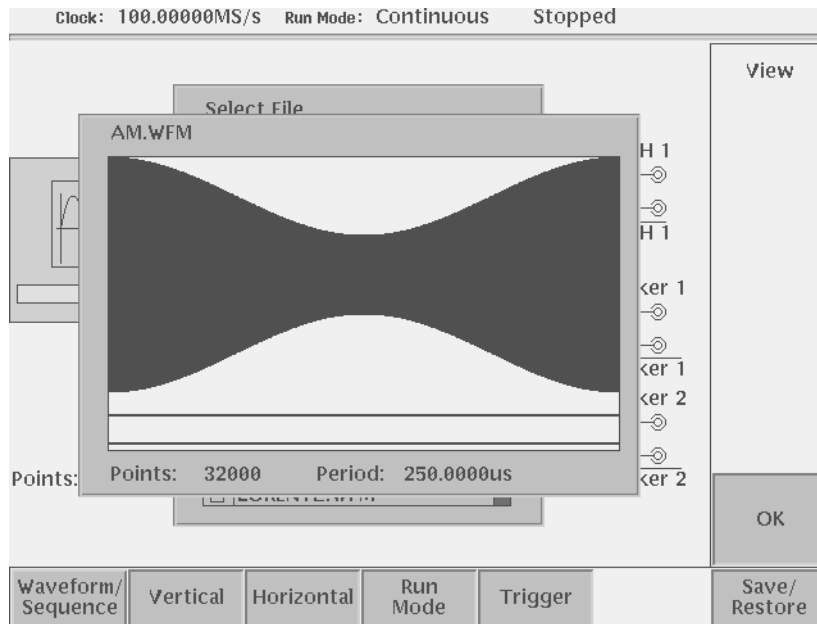 Clock: 100.00000MS/s Run Mode: Continuous Stopped
View
Select File
AM.WFM
H 1
H 1
ker 1
ker 1
ker 2
ker 2
Points:
Points: 32000 Period: 250.0000us
OK
Waveform/
Sequence
Vertical
Horizontal
Run
Mode
Trigger
Save/
Restore